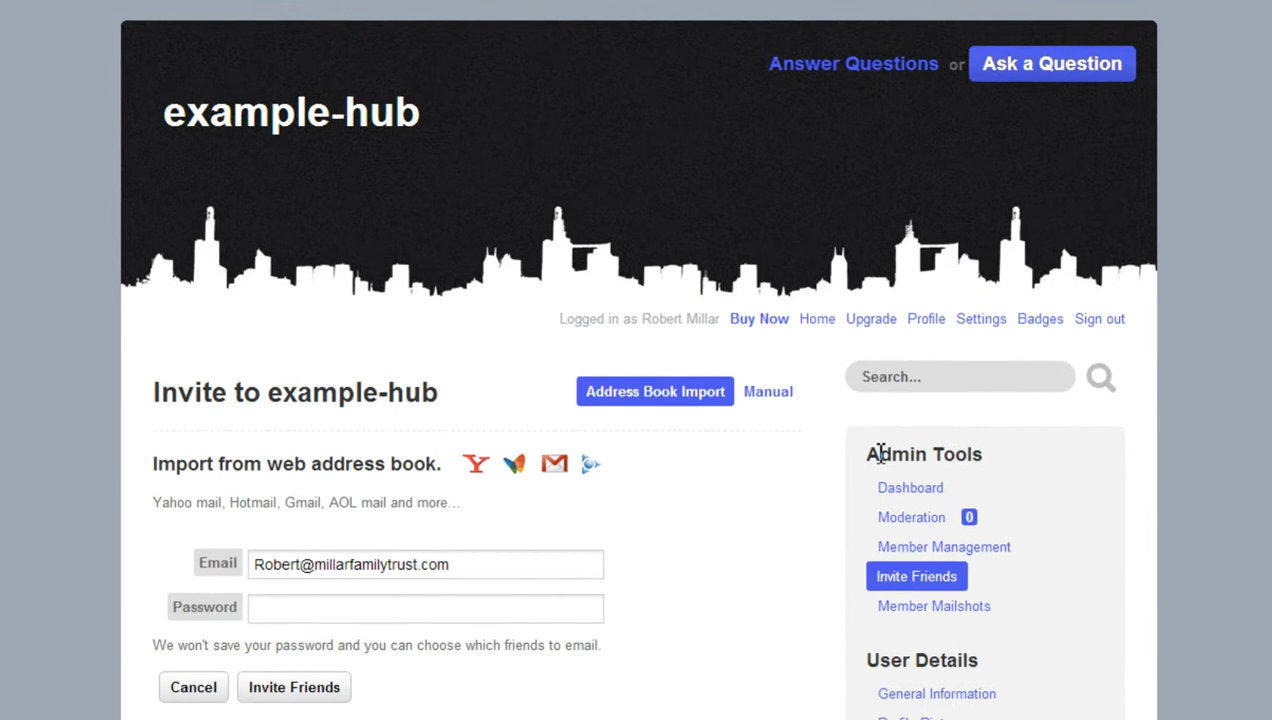 Answer Questions or Ask a Question
example-hub
Logged in as Robert Millar Buy Now Home Upgrade Profile Settings Badges Sign out
Search...
Invite to example-hub Address Book Import Manual
Import from web address book.
Yahoo mail, Hotmail, Gmail, AOL mail and more...
Email Robert@millarfamilytrust.com
Password
We won't save your password and you can choose which friends to email.
Cancel Invite Friends
Admin Tools
Dashboard
Moderation 0
Member Management
Invite Friends
Member Mailshots
User Details
General Information